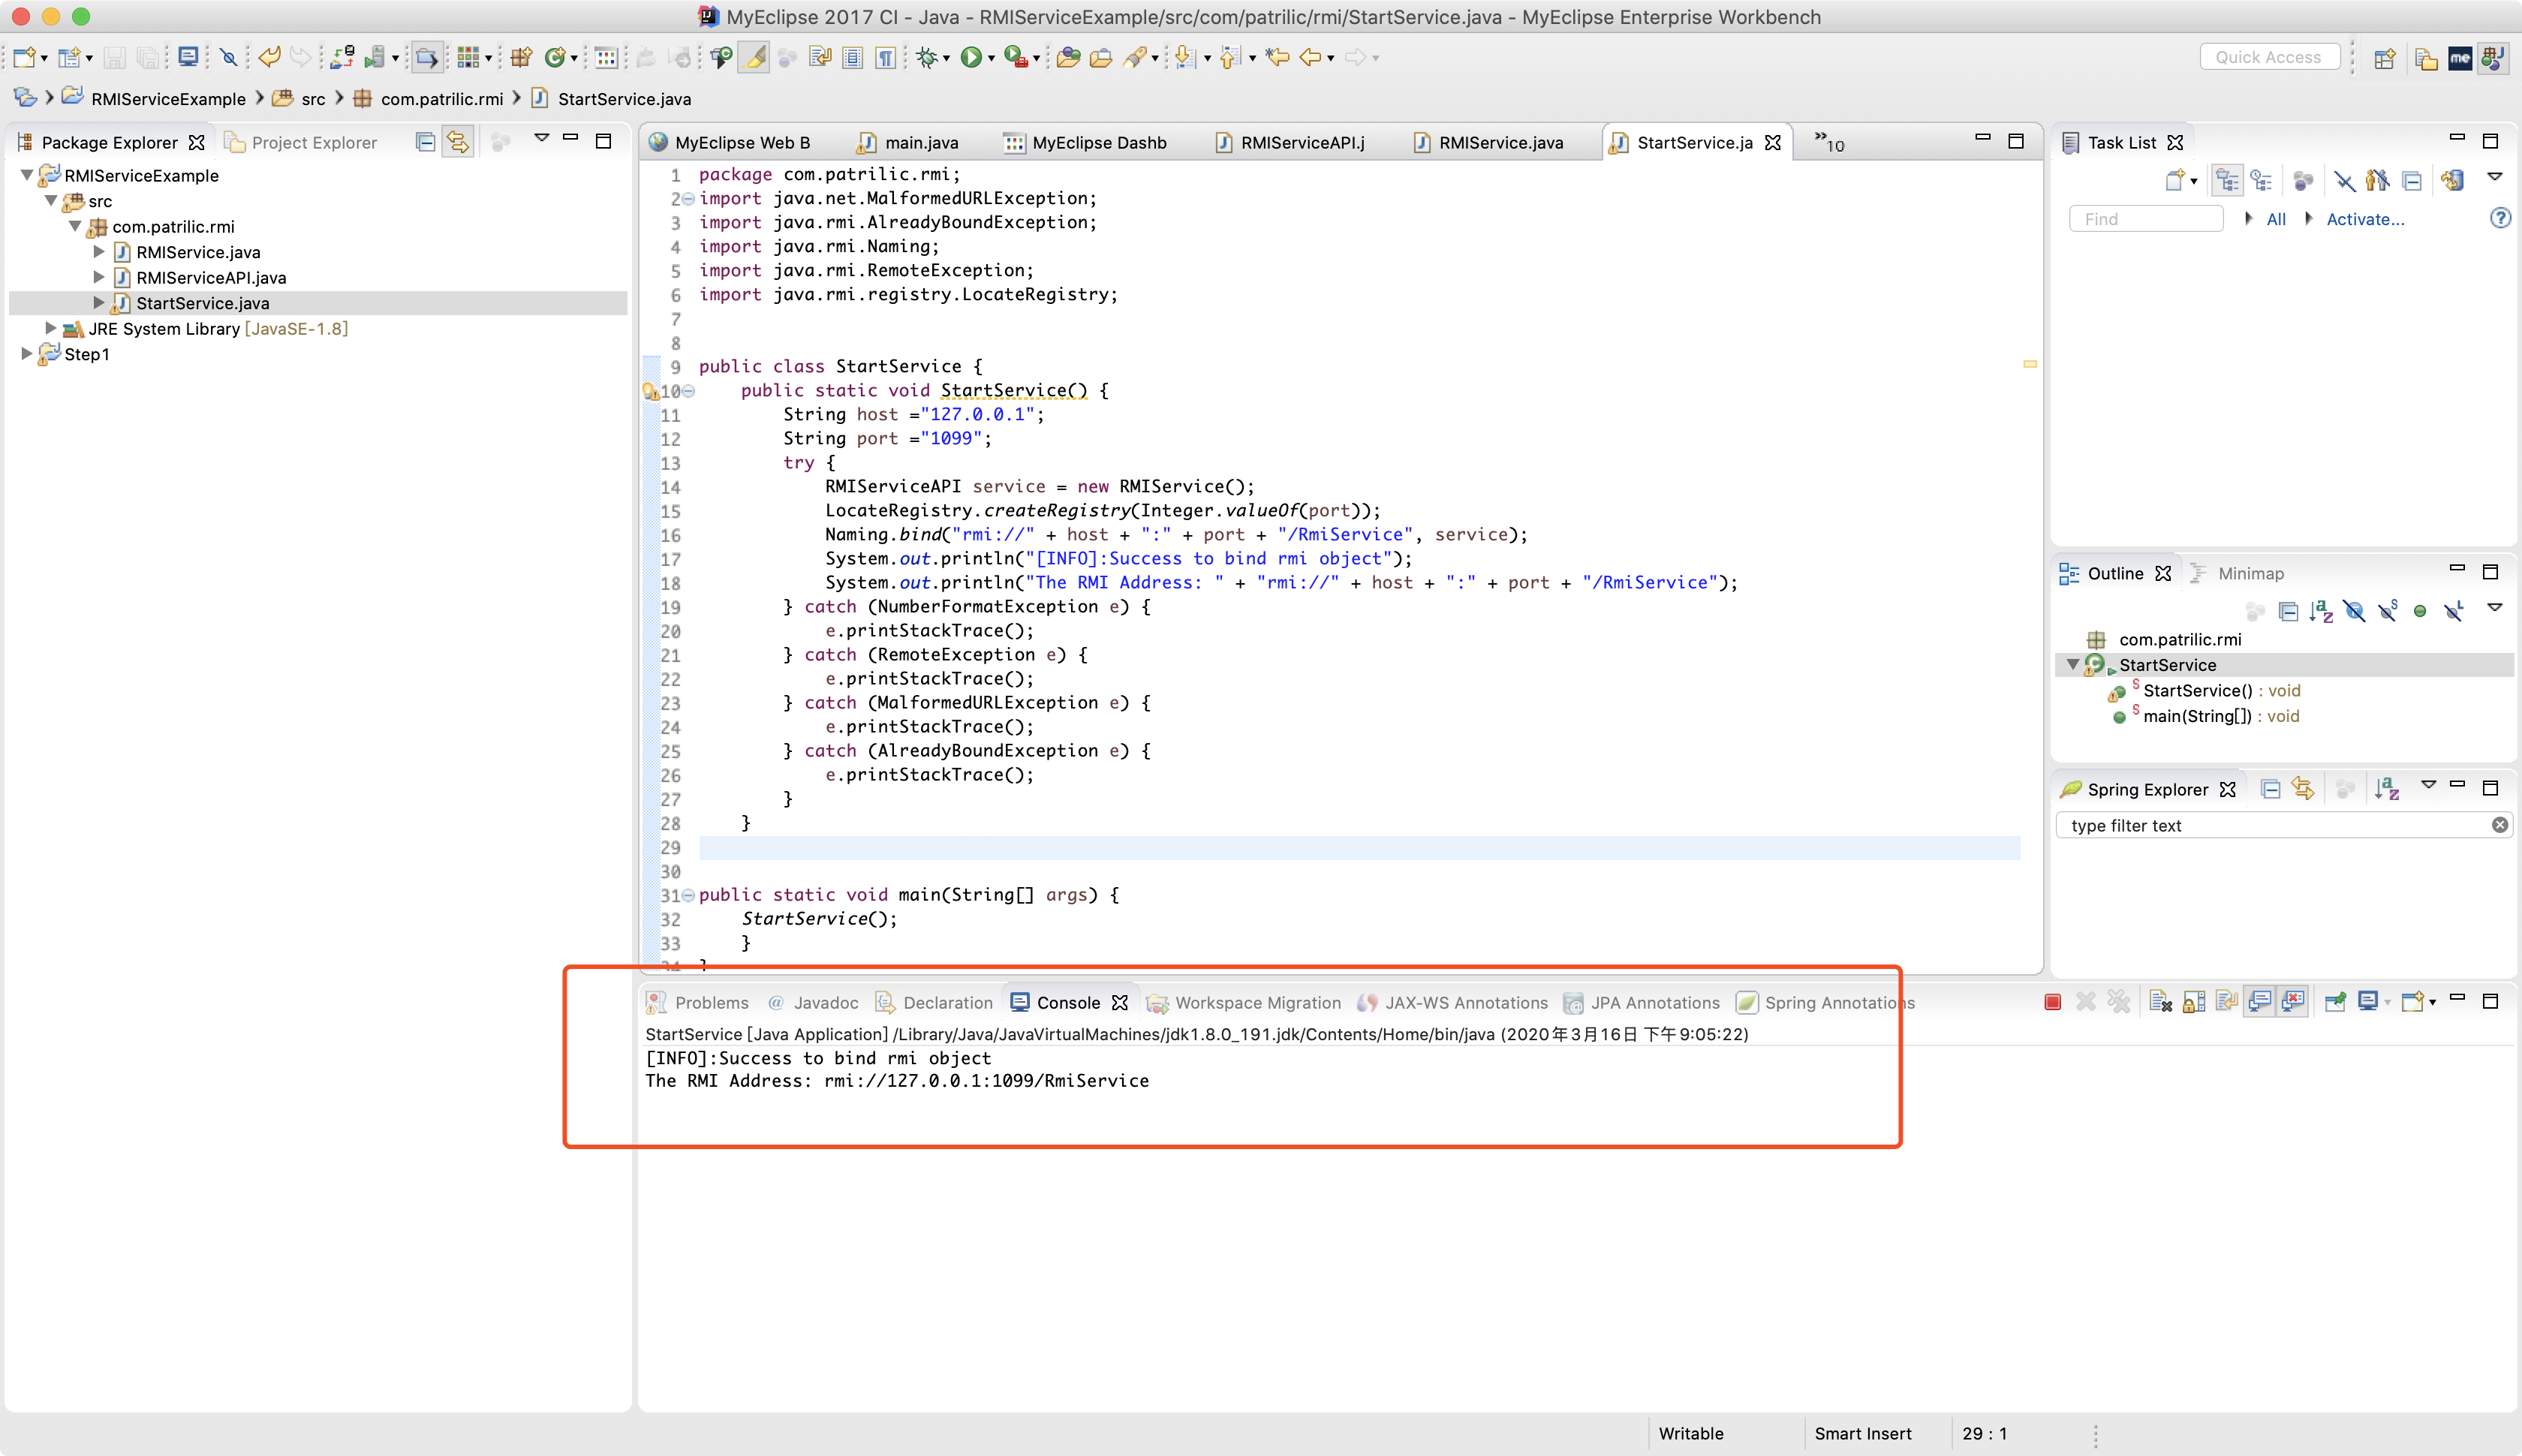 MyEclipse 2017 CI - Java - RMIServiceExample/src/com/patrilic/rmi/StartService.java - MyEclipse Enterprise Workbench
Quick Access
RMIServiceExample src com.patrilic.rmi StartService.java
Package Explorer Project Explorer
RMIServiceExample
src
com.patrilic.rmi
RMIService.java
RMIServiceAPI.java
StartService.java
JRE System Library [JavaSE-1.8]
Step1
MyEclipse Web B main.java MyEclipse Dashb RMIServiceAPI.j RMIService.java StartService.ja »10
1 package com.patrilic.rmi;
2 import java.net.MalformedURLException;
3 import java.rmi.AlreadyBoundException;
4 import java.rmi.Naming;
5 import java.rmi.RemoteException;
6 import java.rmi.registry.LocateRegistry;
7
8
9 public class StartService {
10 public static void StartService() {
11 String host ="127.0.0.1";
12 String port ="1099";
13 try {
14 RMIServiceAPI service = new RMIService();
15 LocateRegistry.createRegistry(Integer.valueOf(port));
16 Naming.bind("rmi://" + host + ":" + port + "/RmiService", service);
17 System.out.println("[INFO]:Success to bind rmi object");
18 System.out.println("The RMI Address: " + "rmi://" + host + ":" + port + "/RmiService");
19 } catch (NumberFormatException e) {
20 e.printStackTrace();
21 } catch (RemoteException e) {
22 e.printStackTrace();
23 } catch (MalformedURLException e) {
24 e.printStackTrace();
25 } catch (AlreadyBoundException e) {
26 e.printStackTrace();
27 }
28 }
29
30
31 public static void main(String[] args) {
32 StartService();
33 }
34 }
Problems @ Javadoc Declaration Console Workspace Migration JAX-WS Annotations JPA Annotations Spring Annotations
StartService [Java Application] /Library/Java/JavaVirtualMachines/jdk1.8.0_191.jdk/Contents/Home/bin/java (2020年3月16日 下午9:05:22)
[INFO]:Success to bind rmi object
The RMI Address: rmi://127.0.0.1:1099/RmiService
Task List
Find All Activate...
Outline Minimap
com.patrilic.rmi
StartService
StartService() : void
main(String[]) : void
Spring Explorer
type filter text
Writable Smart Insert 29 : 1